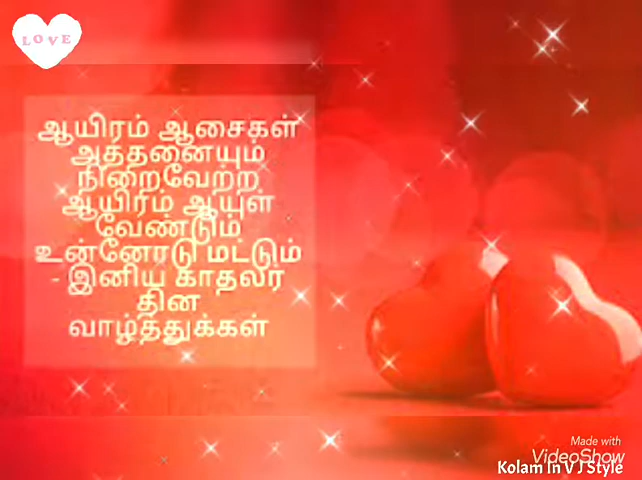 LOVE
ஆயிரம் ஆசைகள்
அத்தனையும்
நிறைவேற்ற
ஆயிரம் ஆயுள்
வேண்டும்
உன்னோடு மட்டும்
- இனிய காதலர்
தின
வாழ்த்துக்கள்
Made with
VideoShow
Kolam In V J Style